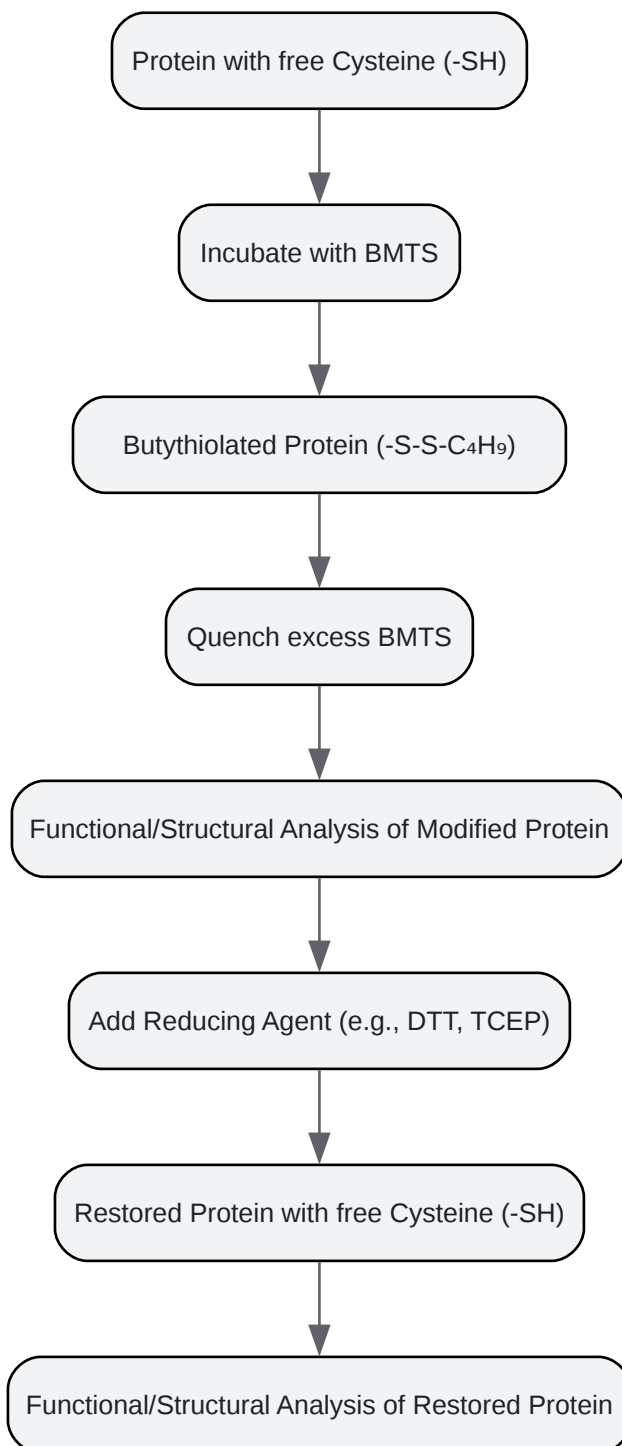 Protein with free Cysteine (-SH)
Incubate with BMTS
Butythiolated Protein (-S-S-C₄H₉)
Quench excess BMTS
Functional/Structural Analysis of Modified Protein
Add Reducing Agent (e.g., DTT, TCEP)
Restored Protein with free Cysteine (-SH)
Functional/Structural Analysis of Restored Protein